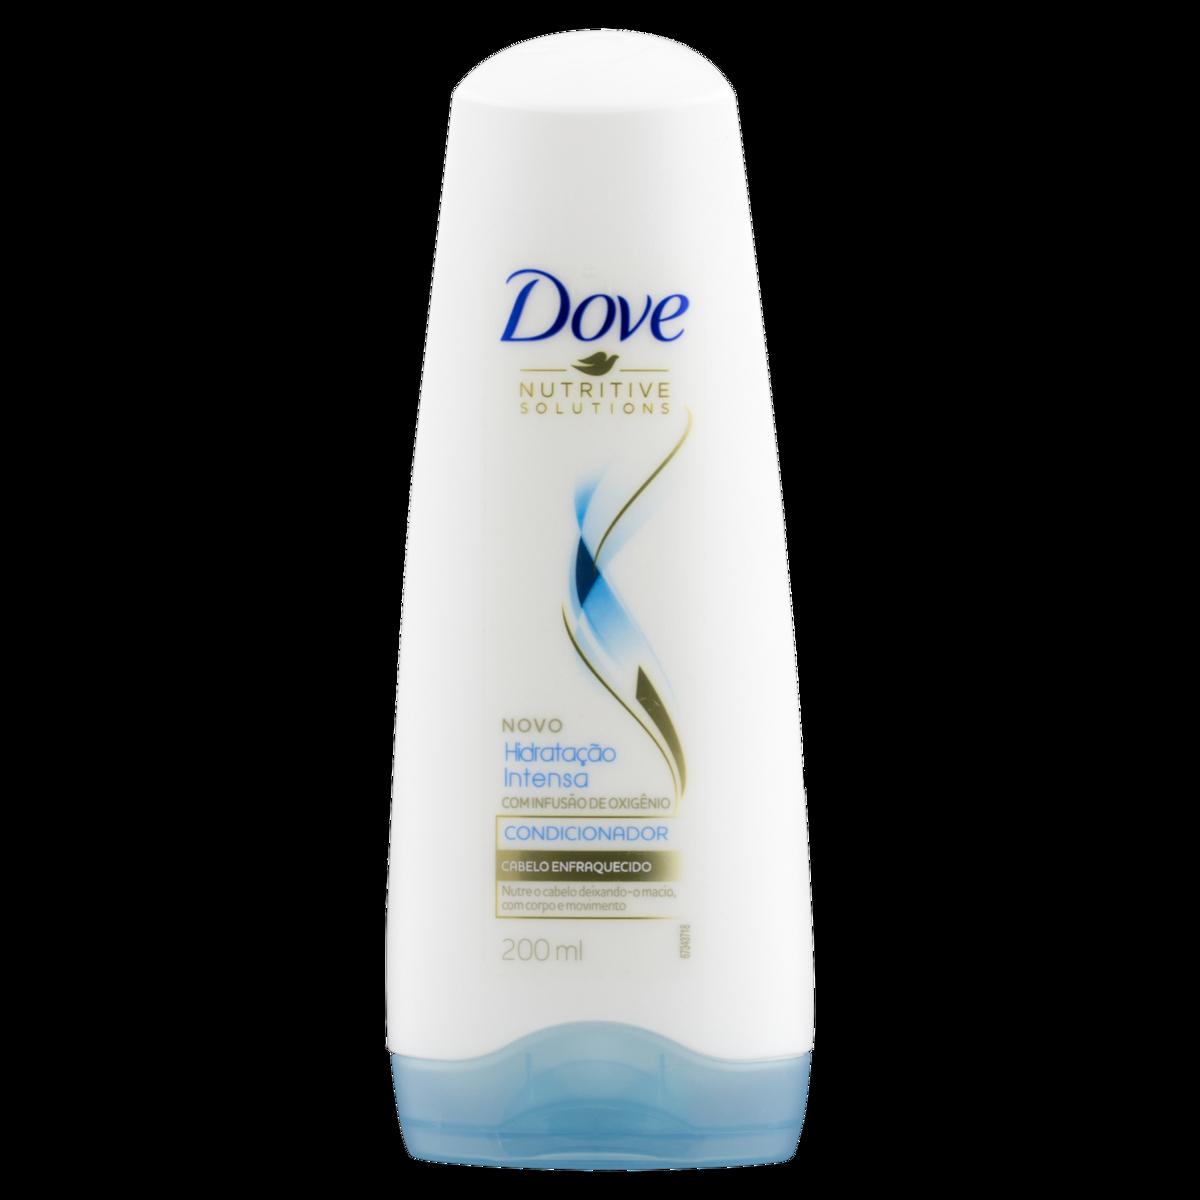 Dove
NUTRITIVE
SOLUTIONS
NOVO
Hidratação
Intensa
COM INFUSÃO DE OXIGÊNIO
CONDICIONADOR
CABELO ENFRAQUECIDO
Nutre o cabelo deixando-o macio,
com corpo e movimento
200 ml
67343718